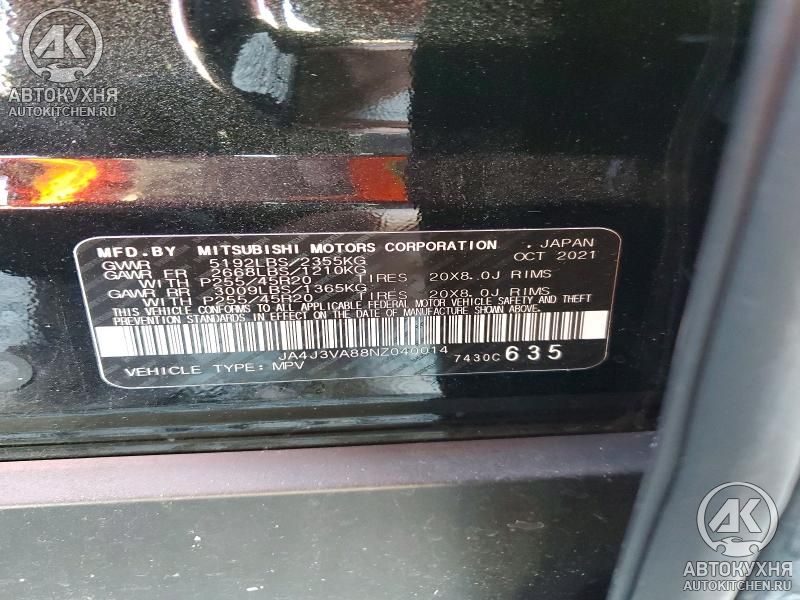 AK
АВТОКУХНЯ
AUTOKITCHEN.RU
MFD.BY MITSUBISHI MOTORS CORPORATION . JAPAN
GVWR 5192LBS/2355KG OCT 2021
GAWR FR 2668LBS/1210KG
WITH P255/45R20 TIRES 20X8.0J RIMS
GAWR RR 3009LBS/1365KG
WITH P255/45R20 TIRES 20X8.0J RIMS
THIS VEHICLE CONFORMS TO ALL APPLICABLE FEDERAL MOTOR VEHICLE SAFETY AND THEFT
PREVENTION STANDARDS IN EFFECT ON THE DATE OF MANUFACTURE SHOWN ABOVE.
JA4J3VA88NZ040014
VEHICLE TYPE: MPV 7430C 635
AK
АВТОКУХНЯ
AUTOKITCHEN.RU